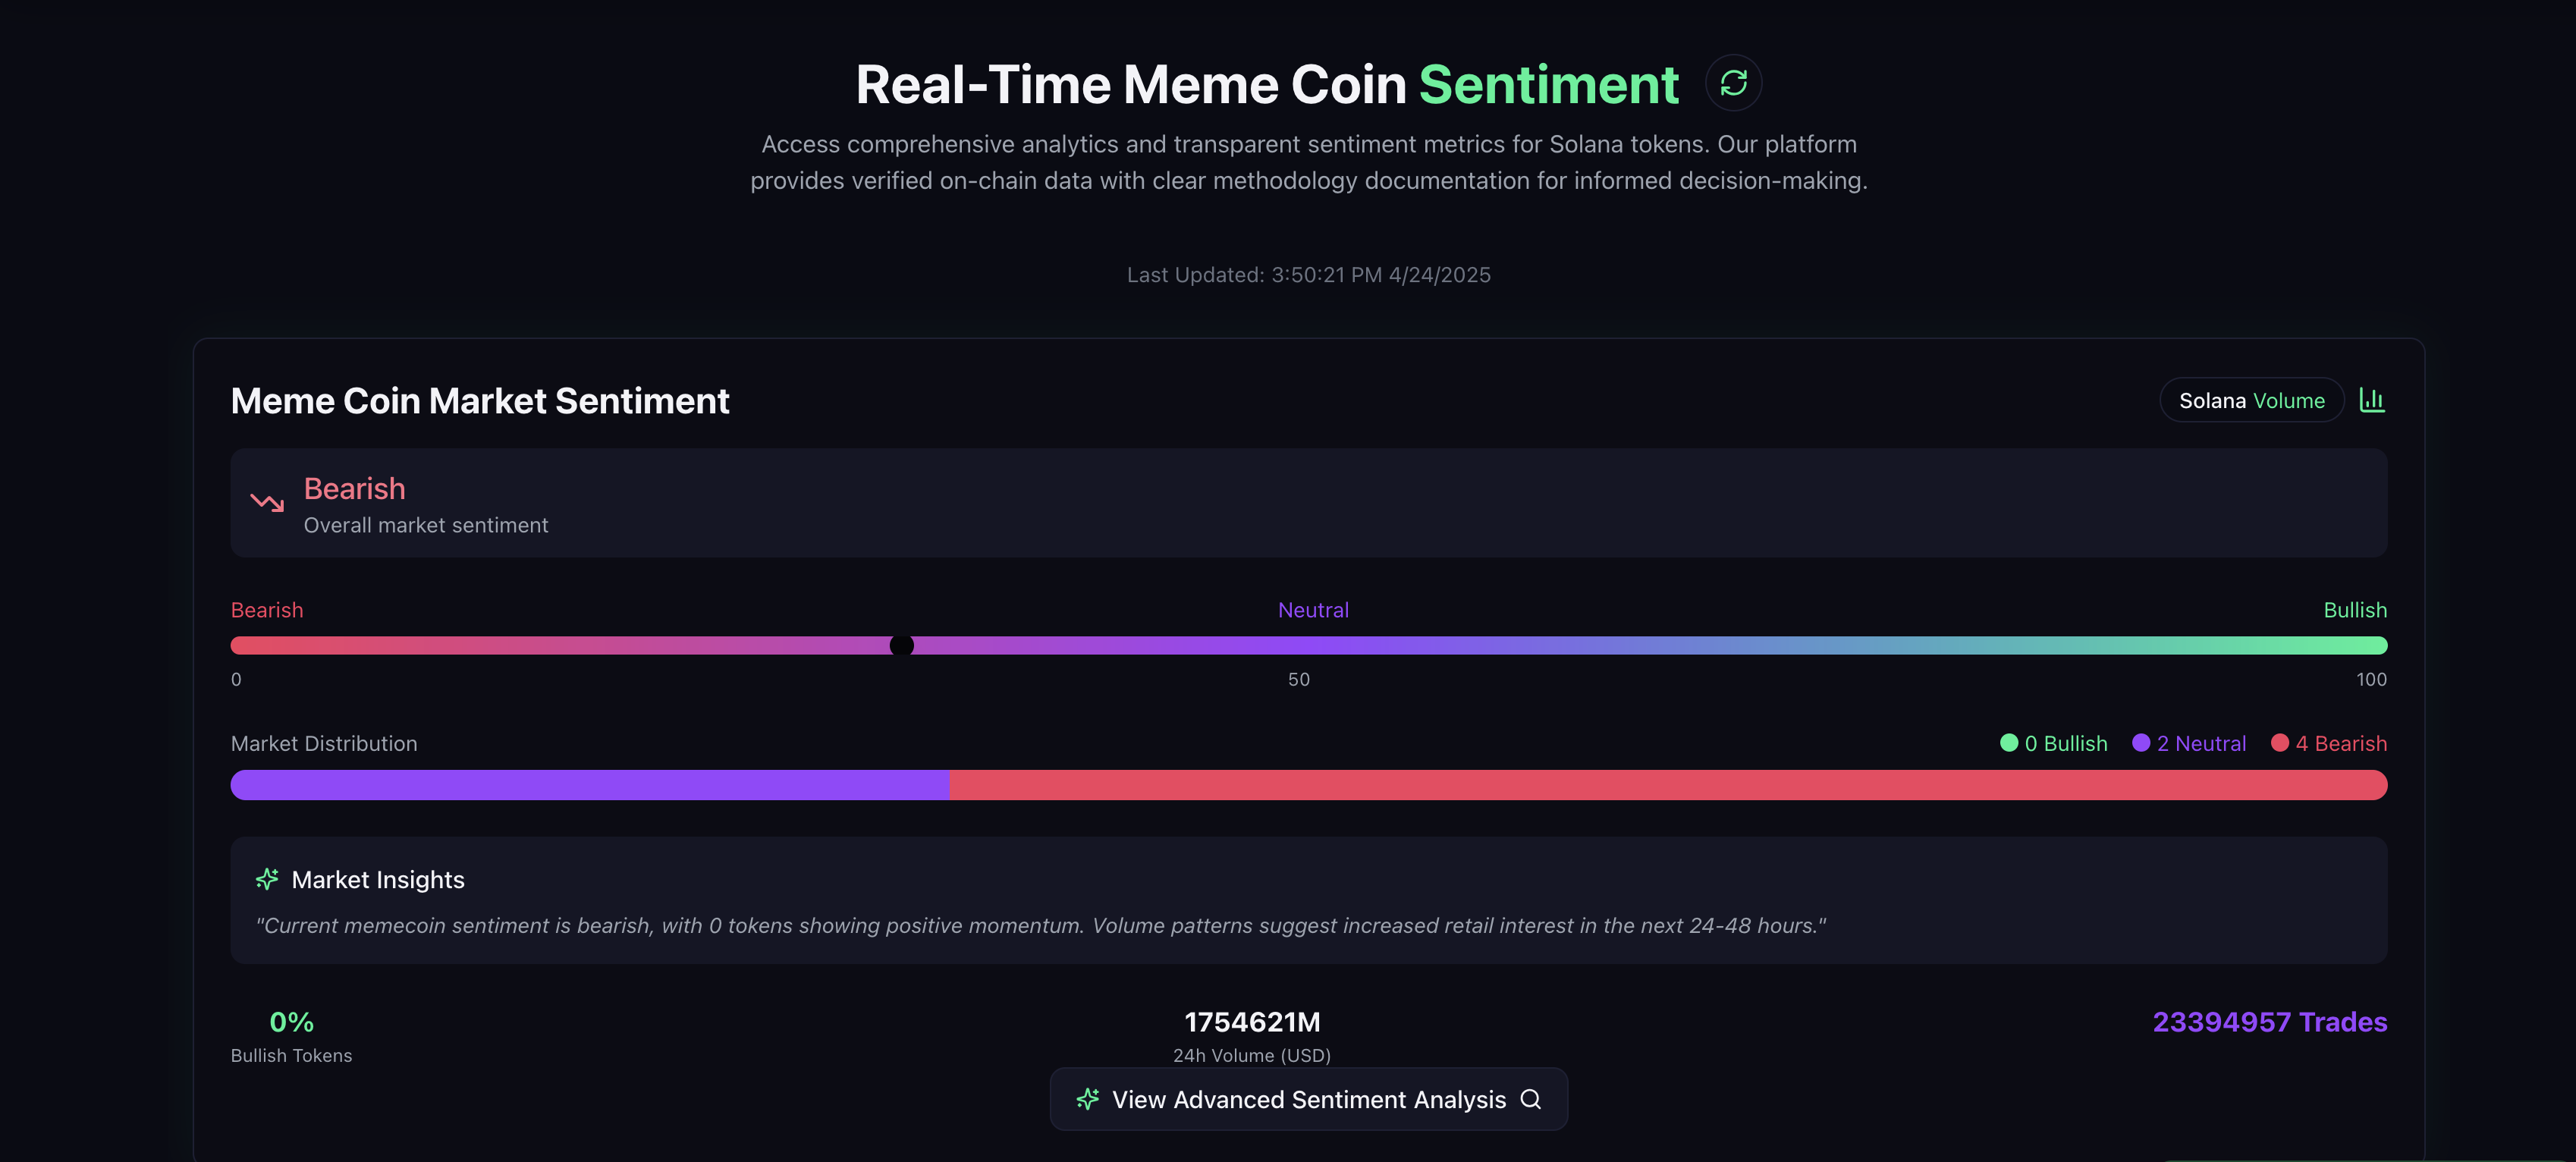 Real-Time Meme Coin Sentiment
Access comprehensive analytics and transparent sentiment metrics for Solana tokens. Our platform
provides verified on-chain data with clear methodology documentation for informed decision-making.
Last Updated: 3:50:21 PM 4/24/2025
Meme Coin Market Sentiment
Solana Volume
Bearish
Overall market sentiment
Bearish Neutral Bullish
0 50 100
Market Distribution 0 Bullish 2 Neutral 4 Bearish
Market Insights
"Current memecoin sentiment is bearish, with 0 tokens showing positive momentum. Volume patterns suggest increased retail interest in the next 24-48 hours."
0% 1754621M 23394957 Trades
Bullish Tokens 24h Volume (USD)
View Advanced Sentiment Analysis